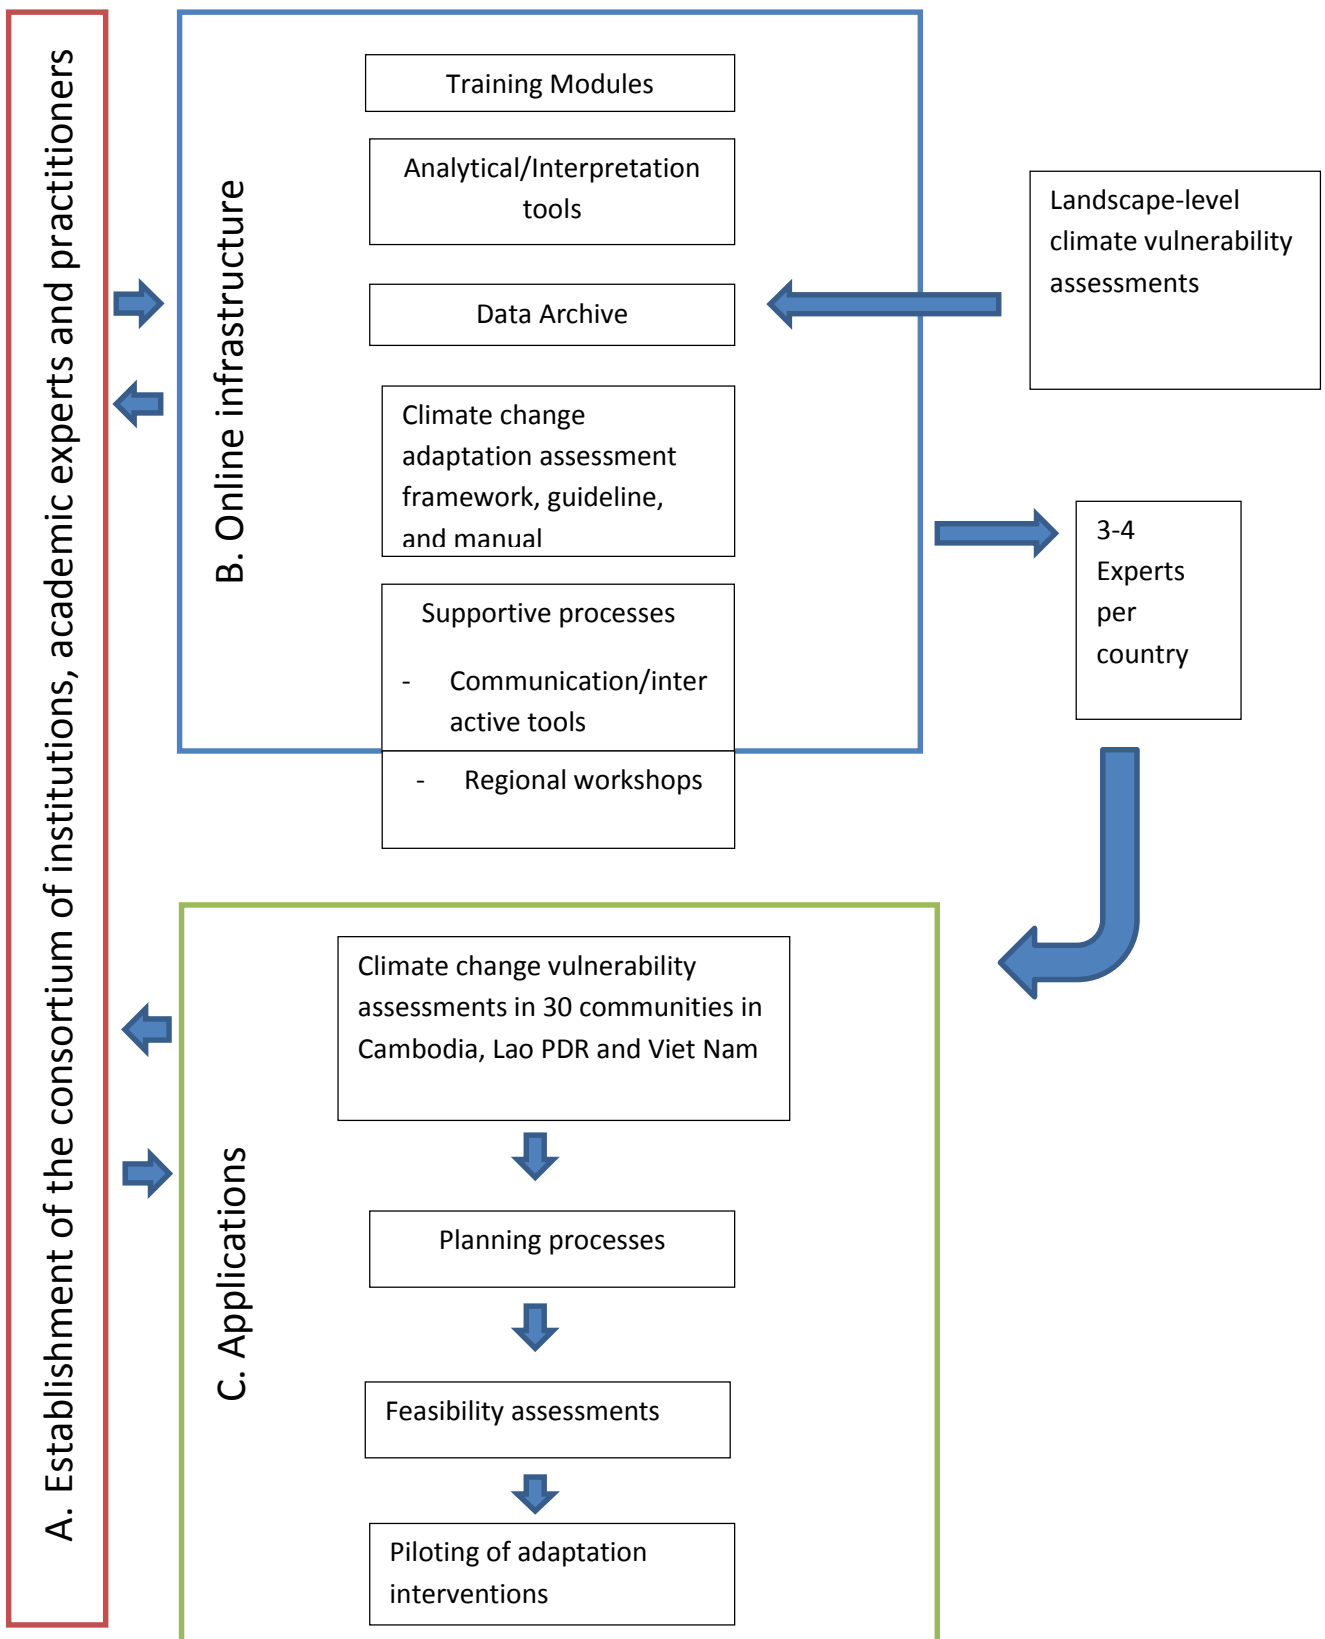 A. Establishment of the consortium of institutions, academic experts and practitioners
B. Online infrastructure
Training Modules
Analytical/Interpretation
tools
Data Archive
Climate change
adaptation assessment
framework, guideline,
and manual
Supportive processes
- Communication/inter
active tools
- Regional workshops
Landscape-level
climate vulnerability
assessments
3-4
Experts
per
country
C. Applications
Climate change vulnerability
assessments in 30 communities in
Cambodia, Lao PDR and Viet Nam
Planning processes
Feasibility assessments
Piloting of adaptation
interventions